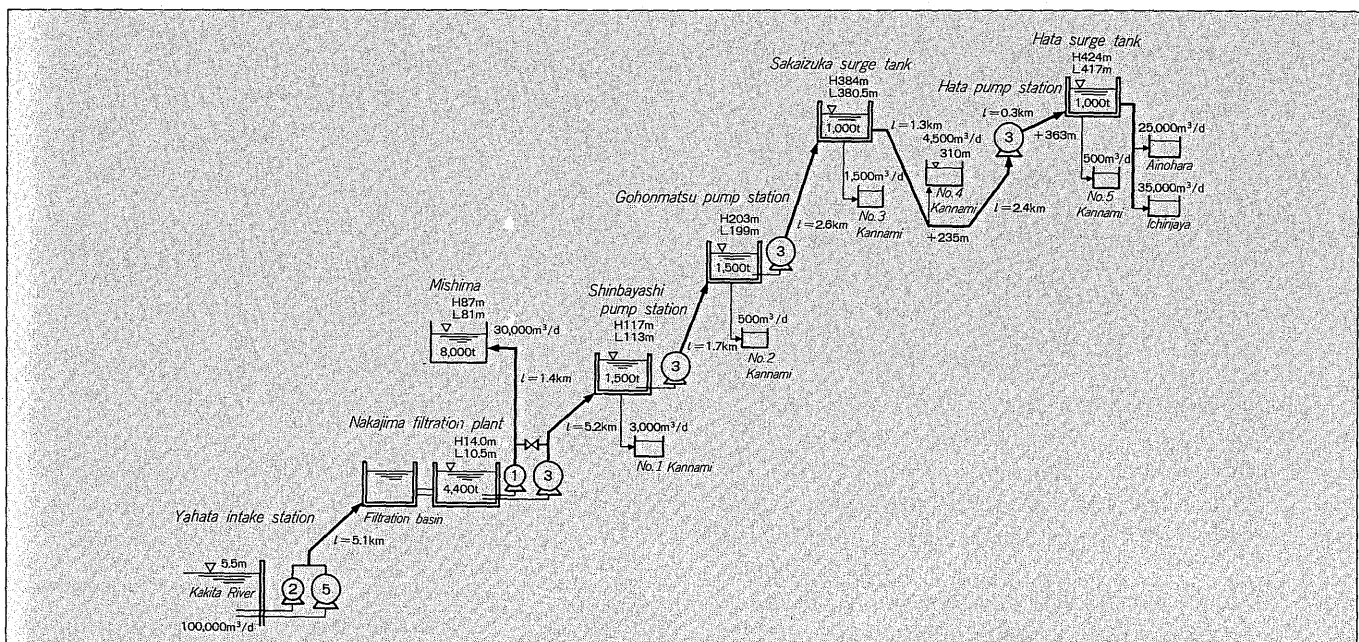 Hata surge tank
H424m
L417m
1,000t
Hata pump station
l=0.3km
+363m
3
25,000m³/d
Ainohara
500m³/d
No.5
Kannami
35,000m³/d
Ichirijaya
Sakaizuka surge tank
H384m
L380.5m
1,000t
l=1.3km
4,500m³/d
310m
No.4
Kannami
1,500m³/d
No.3
Kannami
+235m
l=2.4km
Gohonmatsu pump station
H203m
L199m
1,500t
3
l=2.6km
500m³/d
No.2
Kannami
Shinbayashi
pump station
H117m
L113m
1,500t
3
l=1.7km
3,000m³/d
No.1 Kannami
Mishima
H87m
L81m
8,000t
30,000m³/d
l=1.4km
l=5.2km
Nakajima filtration plant
H14.0m
L10.5m
4,400t
1
3
Filtration basin
Yahata intake station
l=5.1km
5.5m
Kakita River
2
5
100,000m³/d